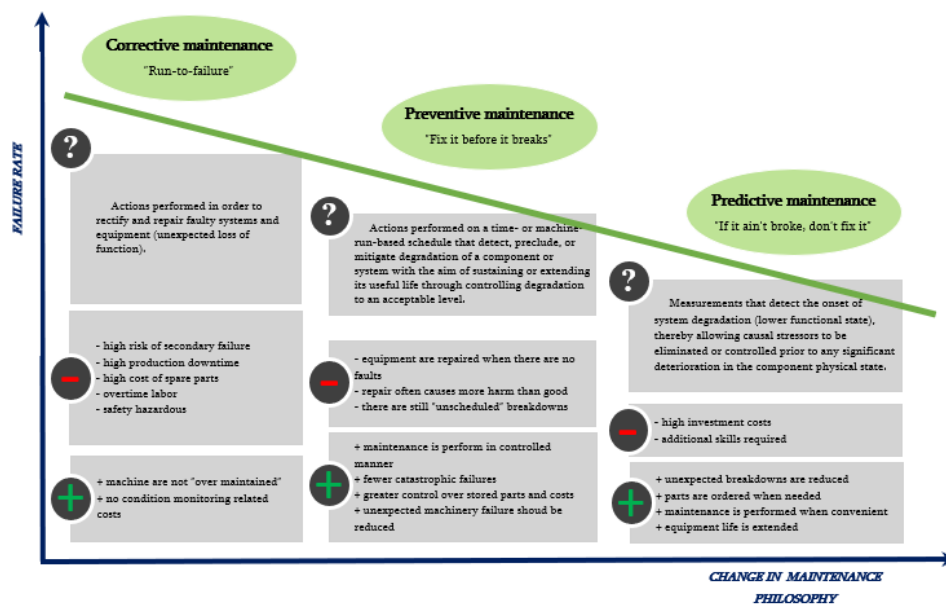 Corrective maintenance
"Run-to-failure"
Preventive maintenance
"Fix it before it breaks"
Predictive maintenance
"If it ain't broke, don't fix it"
FAILURE RATE
?
Actions performed in order to
rectify and repair faulty systems and
equipment (unexpected loss of
function).
- high risk of secondary failure
- high production downtime
- high cost of spare parts
- overtime labor
- safety hazardous
+ machine are not "over maintained"
+ no condition monitoring related
costs
?
Actions performed on a time- or machine-
run-based schedule that detect, preclude, or
mitigate degradation of a component or
system with the aim of sustaining or extending
its useful life through controlling degradation
to an acceptable level.
- equipment are repaired when there are no
faults
- repair often causes more harm than good
- there are still "unscheduled" breakdowns
+ maintenance is perform in controlled
manner
+ fewer catastrophic failures
+ greater control over stored parts and costs
+ unexpected machinery failure shoud be
reduced
?
Measurements that detect the onset of
system degradation (lower functional state),
thereby allowing causal stressors to be
eliminated or controlled prior to any significant
deterioration in the component physical state.
- high investment costs
- additional skills required
+ unexpected breakdowns are reduced
+ parts are ordered when needed
+ maintenance is performed when convenient
+ equipment life is extended
CHANGE IN MAINTENANCE
PHILOSOPHY